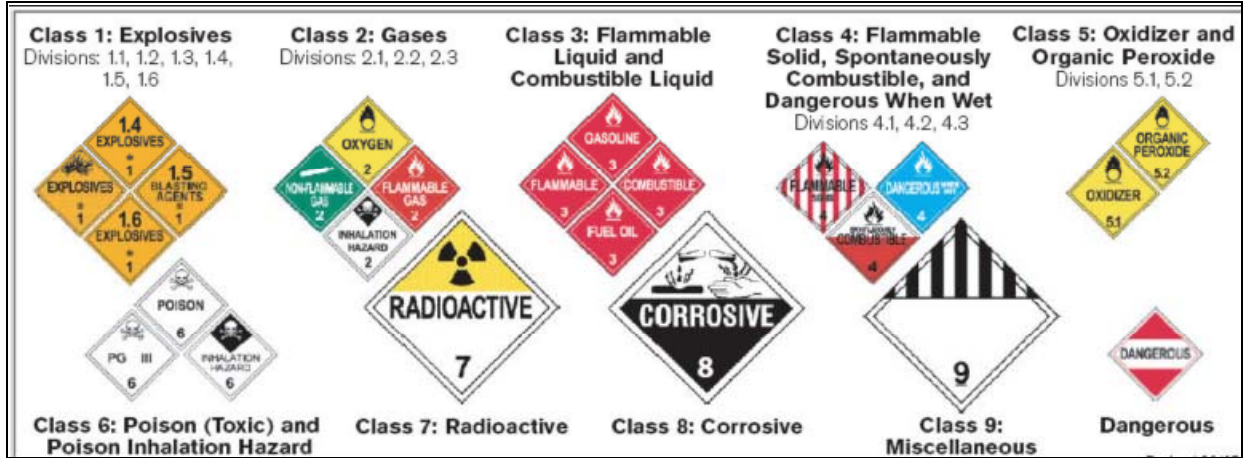 Class 1: Explosives
Divisions: 1.1, 1.2, 1.3, 1.4,
1.5, 1.6
1.4
EXPLOSIVES
*
1
EXPLOSIVES
*
1
1.5
BLASTING
AGENTS
*
1
1.6
EXPLOSIVES
*
1
Class 2: Gases
Divisions: 2.1, 2.2, 2.3
OXYGEN
2
NON-FLAMMABLE
GAS
2
FLAMMABLE
GAS
2
INHALATION
HAZARD
2
Class 3: Flammable
Liquid and
Combustible Liquid
GASOLINE
3
FLAMMABLE
3
COMBUSTIBLE
3
FUEL OIL
3
Class 4: Flammable
Solid, Spontaneously
Combustible, and
Dangerous When Wet
Divisions 4.1, 4.2, 4.3
FLAMMABLE
4
DANGEROUS
4
COMBUSTIBLE
4
Class 5: Oxidizer and
Organic Peroxide
Divisions 5.1, 5.2
ORGANIC
PEROXIDE
5.2
OXIDIZER
5.1
POISON
6
PG III
6
INHALATION
HAZARD
6
Class 6: Poison (Toxic) and
Poison Inhalation Hazard
RADIOACTIVE
7
Class 7: Radioactive
CORROSIVE
8
Class 8: Corrosive
9
Class 9:
Miscellaneous
DANGEROUS
Dangerous